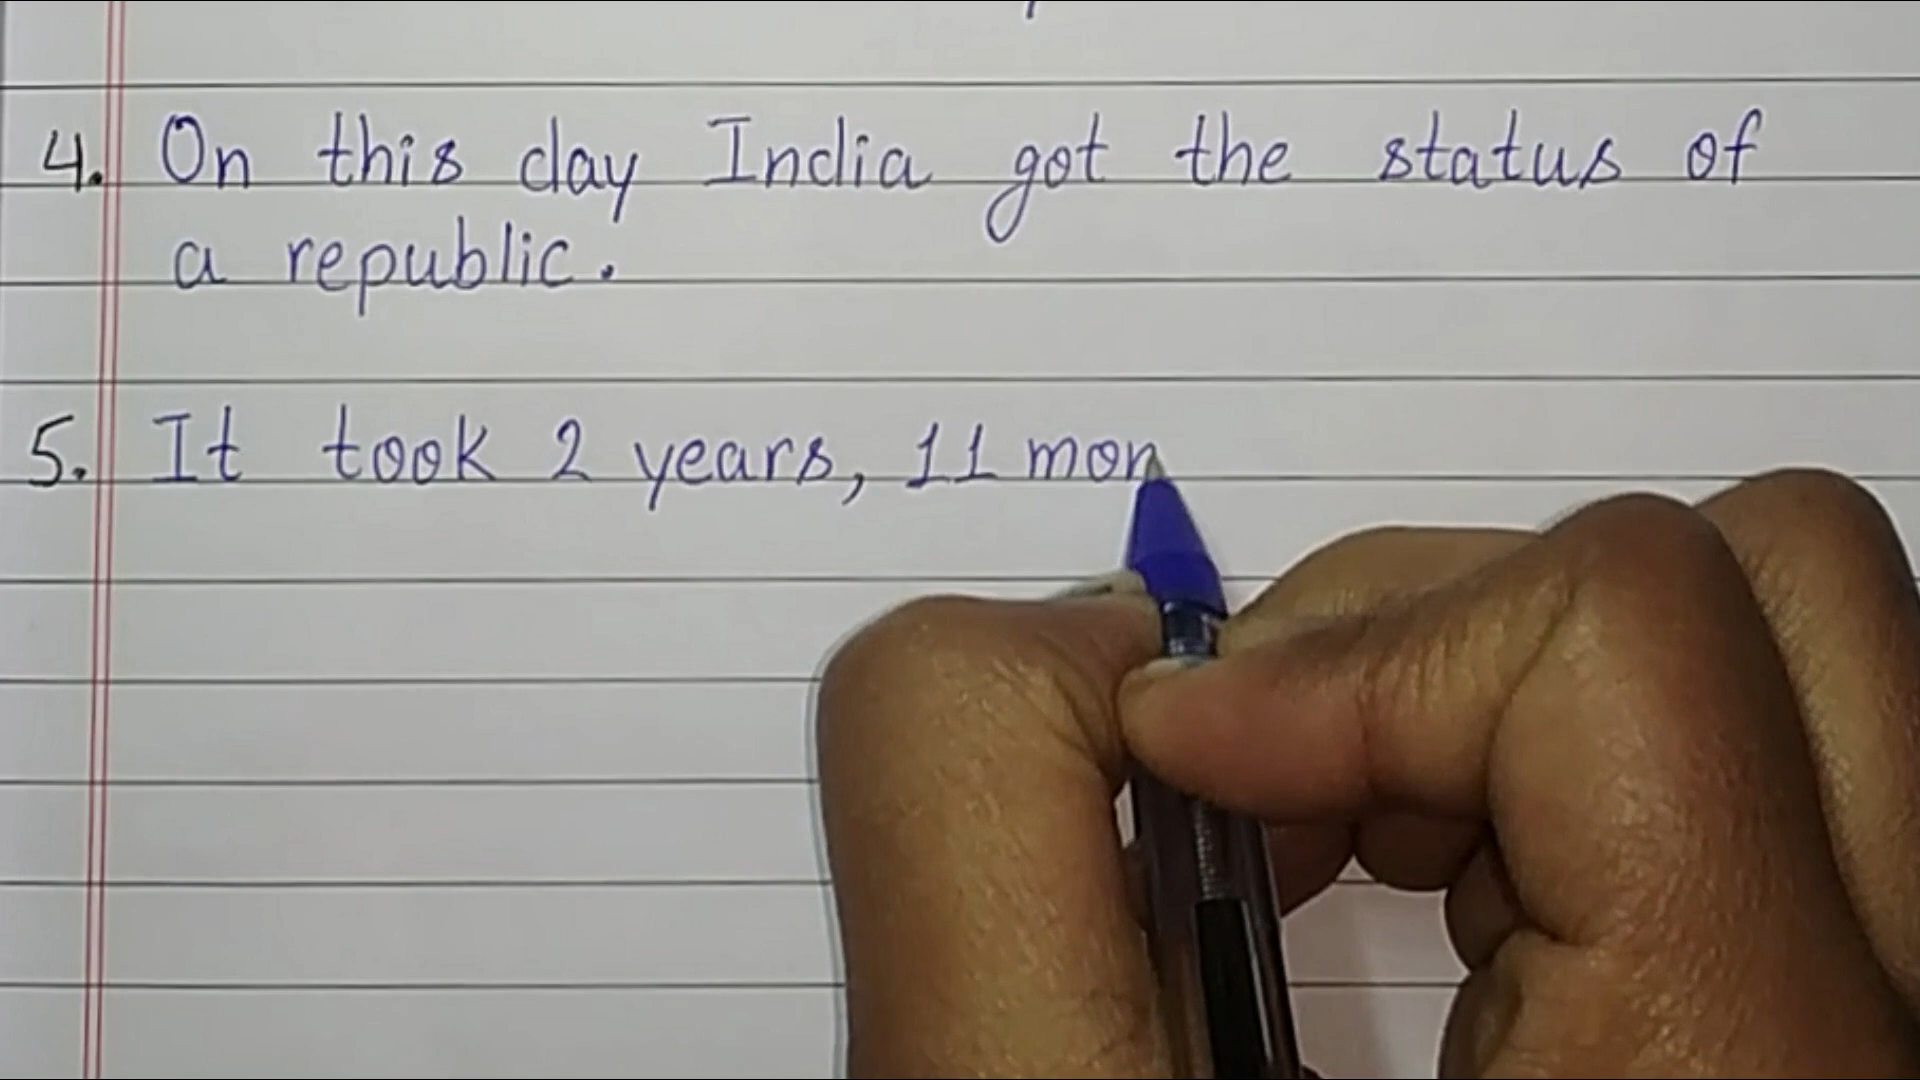 4. On this day India got the status of
a republic.
5. It took 2 years, 11 mon